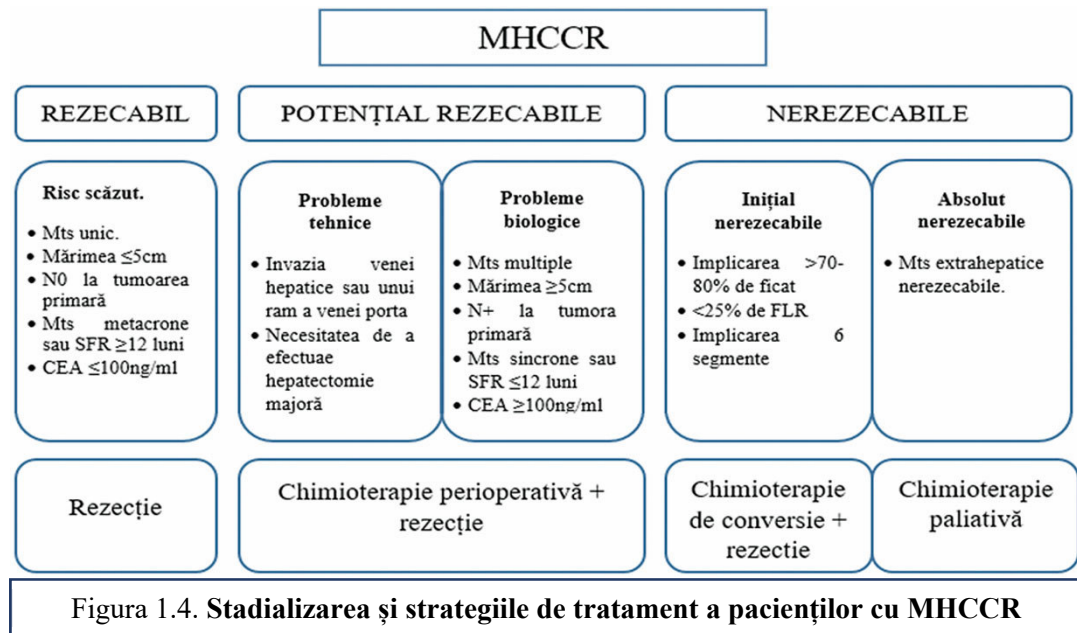 MHCCR
REZECABIL
POTENȚIAL REZECABILE
NEREZECABILE
Risc scăzut.
• Mts unic.
• Mărimea ≤5cm
• N0 la tumoarea
primară
• Mts metacrone
sau SFR ≥12 luni
• CEA ≤100ng/ml
Probleme
tehnice
• Invazia venei
hepatice sau unui
ram a venei porta
• Necesitatea de a
efectuae
hepatectomie
majoră
Probleme
biologice
• Mts multiple
• Mărimea ≥5cm
• N+ la tumora
primară
• Mts sincrone sau
SFR ≤12 luni
• CEA ≥100ng/ml
Inițial
nerezecabile
• Implicarea >70-
80% de ficat
• <25% de FLR
• Implicarea 6
segmente
Absolut
nerezecabile
• Mts extrahepatice
nerezecabile.
Rezecție
Chimioterapie perioperativă +
rezecție
Chimioterapie
de conversie +
rezectie
Chimioterapie
paliativă
Figura 1.4. Stadializarea și strategiile de tratament a pacienților cu MHCCR